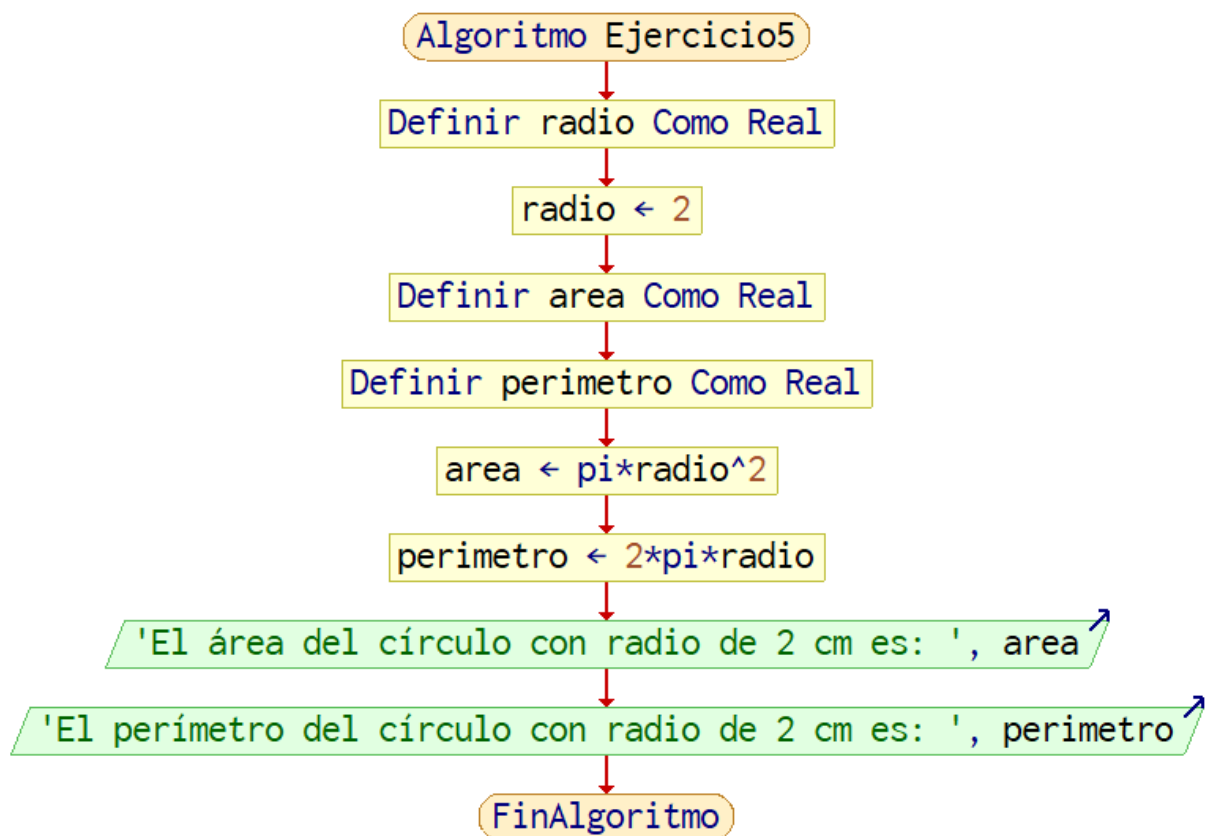 Algoritmo Ejercicio5
Definir radio Como Real
radio ← 2
Definir area Como Real
Definir perimetro Como Real
area ← pi*radio^2
perimetro ← 2*pi*radio
'El área del círculo con radio de 2 cm es: ', area
'El perímetro del círculo con radio de 2 cm es: ', perimetro
FinAlgoritmo